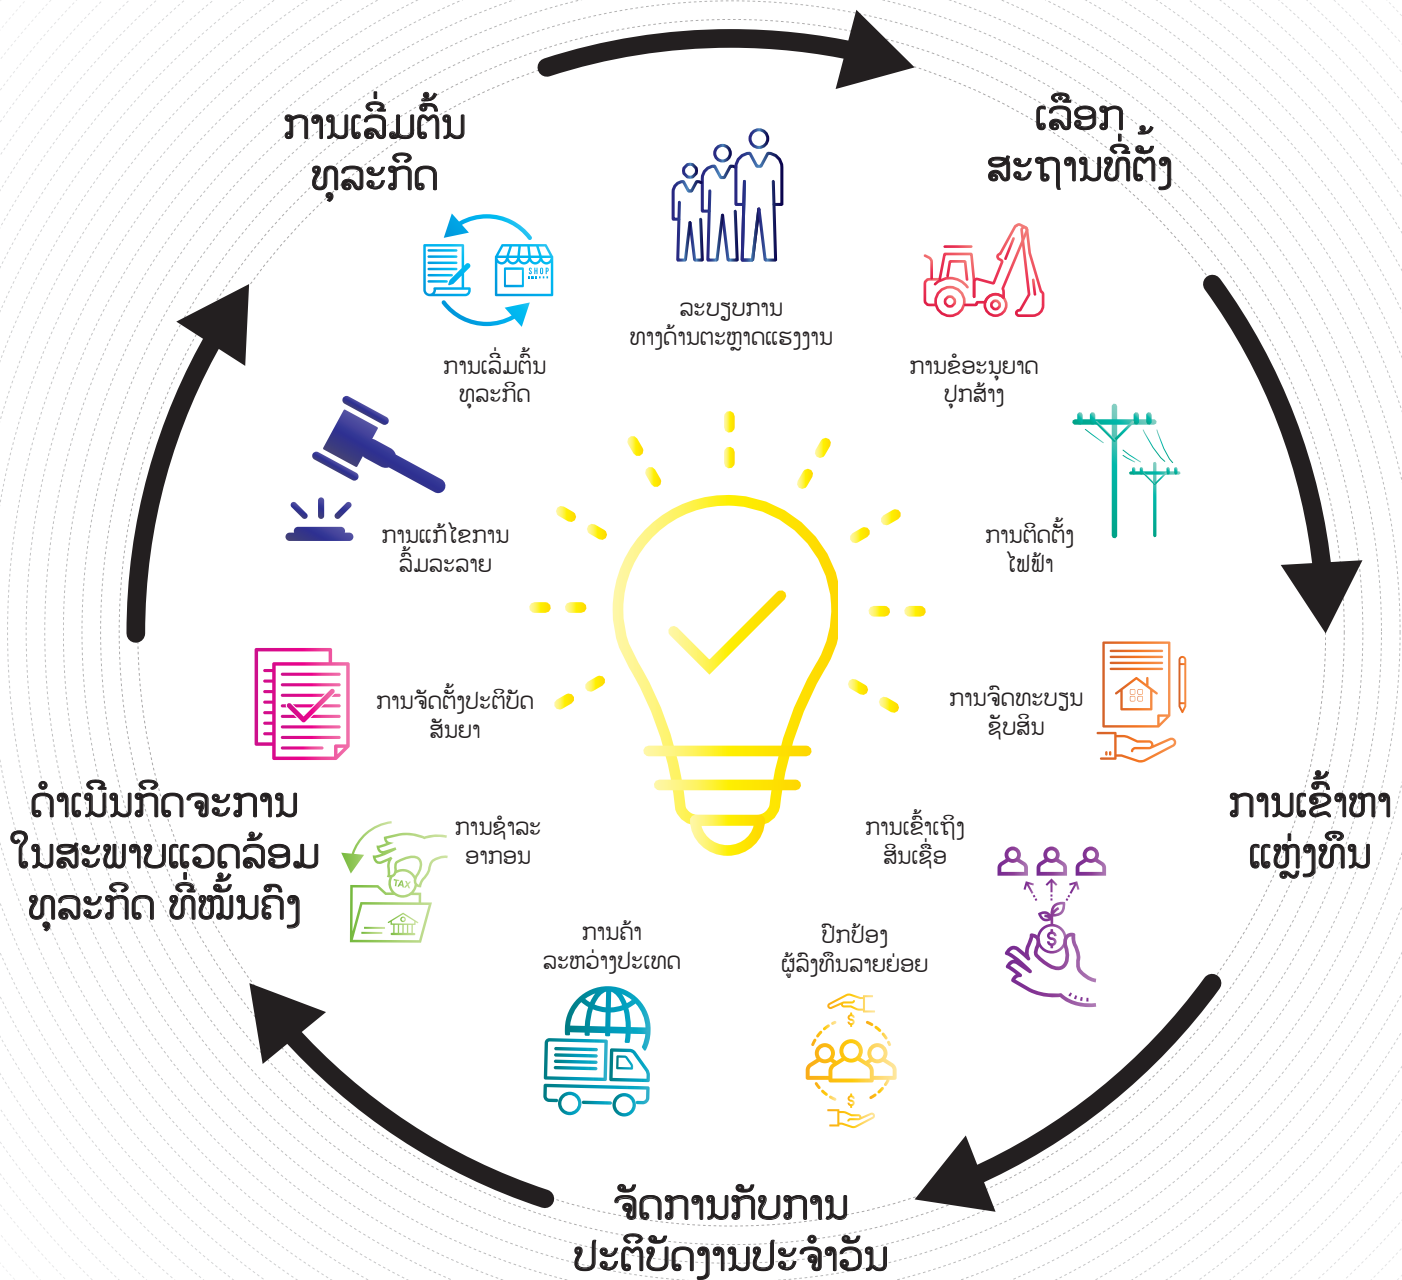 ການເລີ່ມຕົ້ນ
ທຸລະກິດ
ເລືອກ
ສະຖານທີ່ຕັ້ງ
SHOP
ລະບຽບການ
ທາງດ້ານຕະຫຼາດແຮງງານ
ການເລີ່ມຕົ້ນ
ທຸລະກິດ
ການຂໍອະນຸຍາດ
ປຸກສ້າງ
ການແກ້ໄຂການ
ລົ້ມລະລາຍ
ການຕິດຕັ້ງ
ໄຟຟ້າ
ການຈັດຕັ້ງປະຕິບັດ
ສັນຍາ
ການຈົດທະບຽນ
ຊັບສິນ
ດຳເນີນກິດຈະການ
ໃນສະພາບແວດລ້ອມ
ທຸລະກິດ ທີ່ໝັ້ນຄົງ
ການເຂົ້າຫາ
ແຫຼ່ງທຶນ
ການຊຳລະ
ອາກອນ
TAX
ການເຂົ້າເຖິງ
ສິນເຊື່ອ
$
ການຄ້າ
ລະຫວ່າງປະເທດ
ປົກປ້ອງ
ຜູ້ລົງທຶນລາຍຍ່ອຍ
$
$
ຈັດການກັບການ
ປະຕິບັດງານປະຈຳວັນ